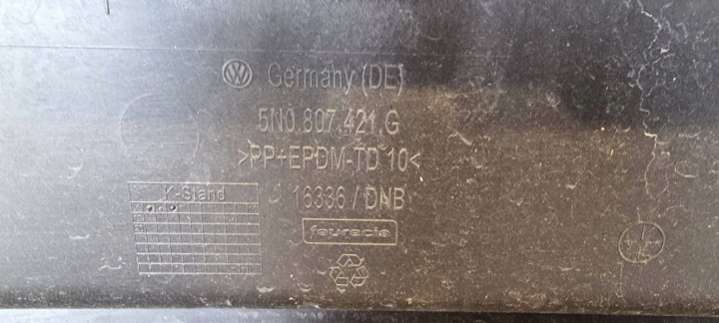 Germany (DE)
5N0.807.421.G
>PP+EPDM-TD 10<
K-Stand
16336 / DNB
faurecia